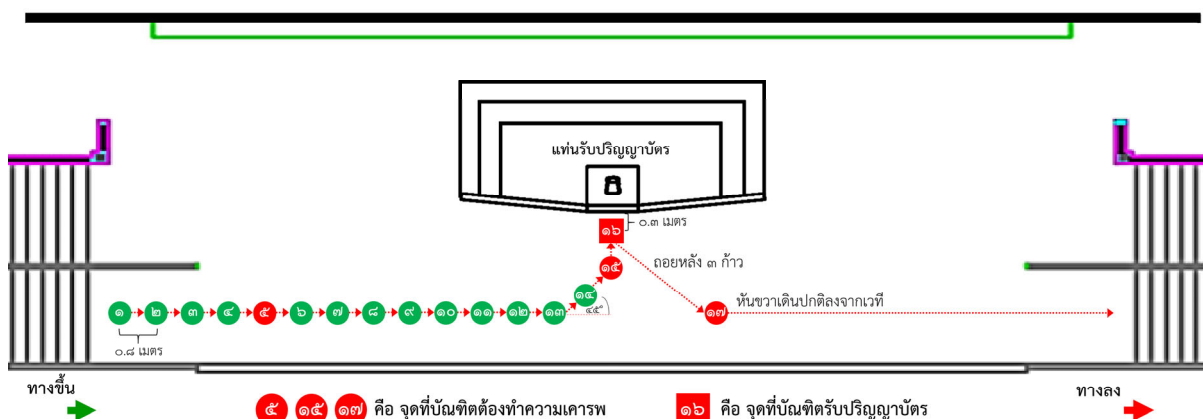 แท่นรับปริญญาบัตร
๑๖
๐.๓ เมตร
๑๕
ถอยหลัง ๓ ก้าว
๑๔
๔๕°
หันขวาเดินปกติลงจากเวที
๑ ๒ ๓ ๔ ๕ ๖ ๗ ๘ ๙ ๑๐ ๑๑ ๑๒ ๑๓ ๑๗
๐.๘ เมตร
ทางขึ้น
ทางลง
๕ ๑๕ ๑๗ คือ จุดที่บัณฑิตต้องทำความเคารพ
๑๖ คือ จุดที่บัณฑิตรับปริญญาบัตร